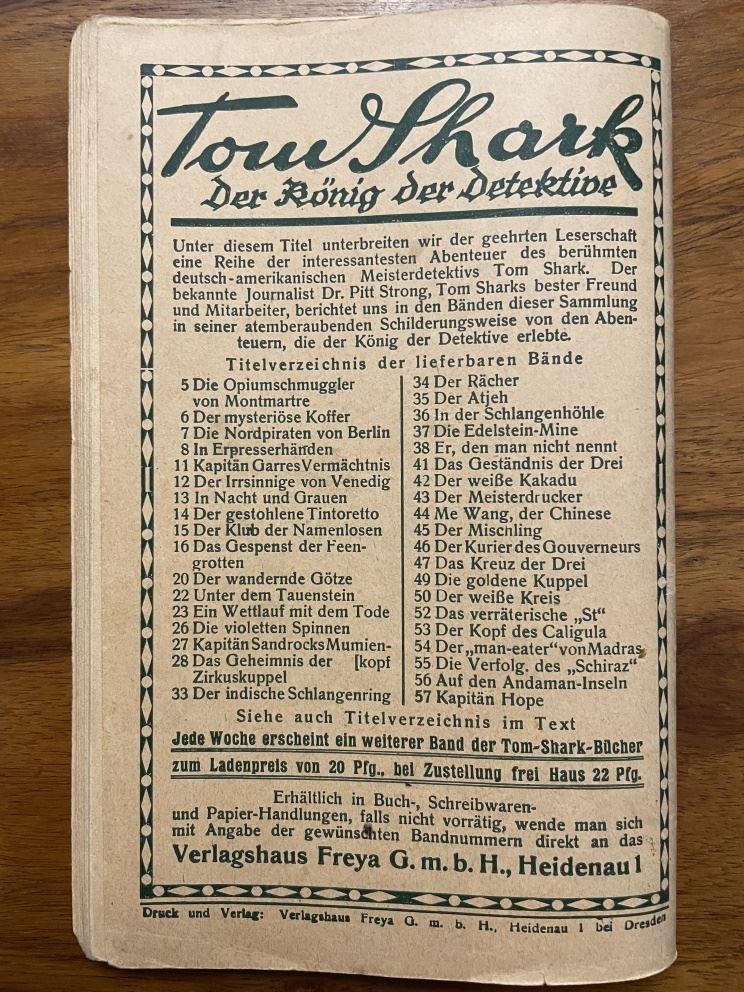 Tom Shark
Der König der Detektive
Unter diesem Titel unterbreiten wir der geehrten Leserschaft
eine Reihe der interessantesten Abenteuer des berühmten
deutsch-amerikanischen Meisterdetektivs Tom Shark. Der
bekannte Journalist Dr. Pitt Strong, Tom Sharks bester Freund
und Mitarbeiter, berichtet uns in den Bänden dieser Sammlung
in seiner atemberaubenden Schilderungsweise von den Aben-
teuern, die der König der Detektive erlebte.
Titelverzeichnis der lieferbaren Bände
5 Die Opiumschmuggler
von Montmartre
6 Der mysteriöse Koffer
7 Die Nordpiraten von Berlin
8 In Erpresserhänden
11 Kapitän Garres Vermächtnis
12 Der Irrsinnige von Venedig
13 In Nacht und Grauen
14 Der gestohlene Tintoretto
15 Der Klub der Namenlosen
16 Das Gespenst der Feen-
grotten
20 Der wandernde Götze
22 Unter dem Tauenstein
23 Ein Wettlauf mit dem Tode
26 Die violetten Spinnen
27 Kapitän Sandrocks Mumien-
28 Das Geheimnis der [kopf
Zirkuskuppel
33 Der indische Schlangenring
34 Der Rächer
35 Der Atjeh
36 In der Schlangenhöhle
37 Die Edelstein-Mine
38 Er, den man nicht nennt
41 Das Geständnis der Drei
42 Der weiße Kakadu
43 Der Meisterdrucker
44 Me Wang, der Chinese
45 Der Mischling
46 Der Kurier des Gouverneurs
47 Das Kreuz der Drei
49 Die goldene Kuppel
50 Der weiße Kreis
52 Das verräterische „St"
53 Der Kopf des Caligula
54 Der „man-eater" von Madras
55 Die Verfolg. des „Schiraz"
56 Auf den Andaman-Inseln
57 Kapitän Hope
Siehe auch Titelverzeichnis im Text
Jede Woche erscheint ein weiterer Band der Tom-Shark-Bücher
zum Ladenpreis von 20 Pfg., bei Zustellung frei Haus 22 Pfg.
Erhältlich in Buch-, Schreibwaren-
und Papier-Handlungen, falls nicht vorrätig, wende man sich
mit Angabe der gewünschten Bandnummern direkt an das
Verlagshaus Freya G. m. b. H., Heidenau 1
Druck und Verlag: Verlagshaus Freya G. m. b. H., Heidenau 1 bei Dresden